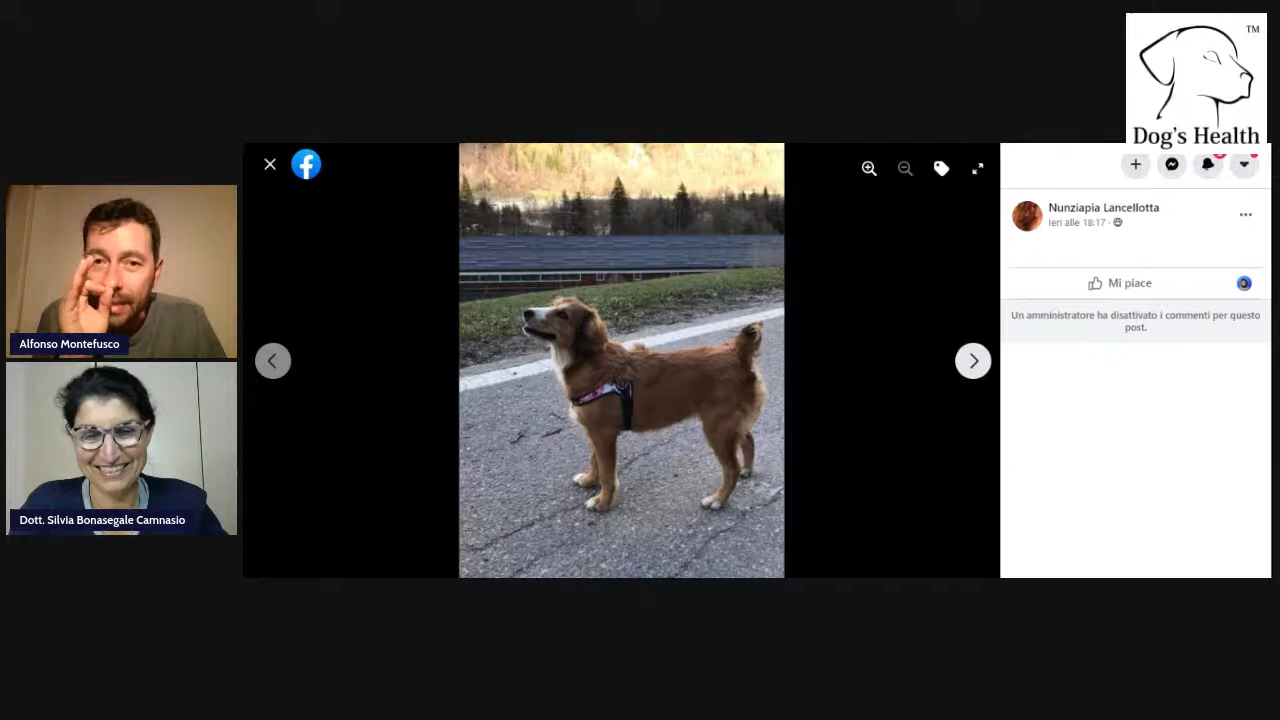 TM
Dog's Health
Nunziapia Lancellotta
Ieri alle 18:17 ·
Mi piace
Un amministratore ha disattivato i commenti per questo
post.
Alfonso Montefusco
Dott. Silvia Bonasegale Camnasio